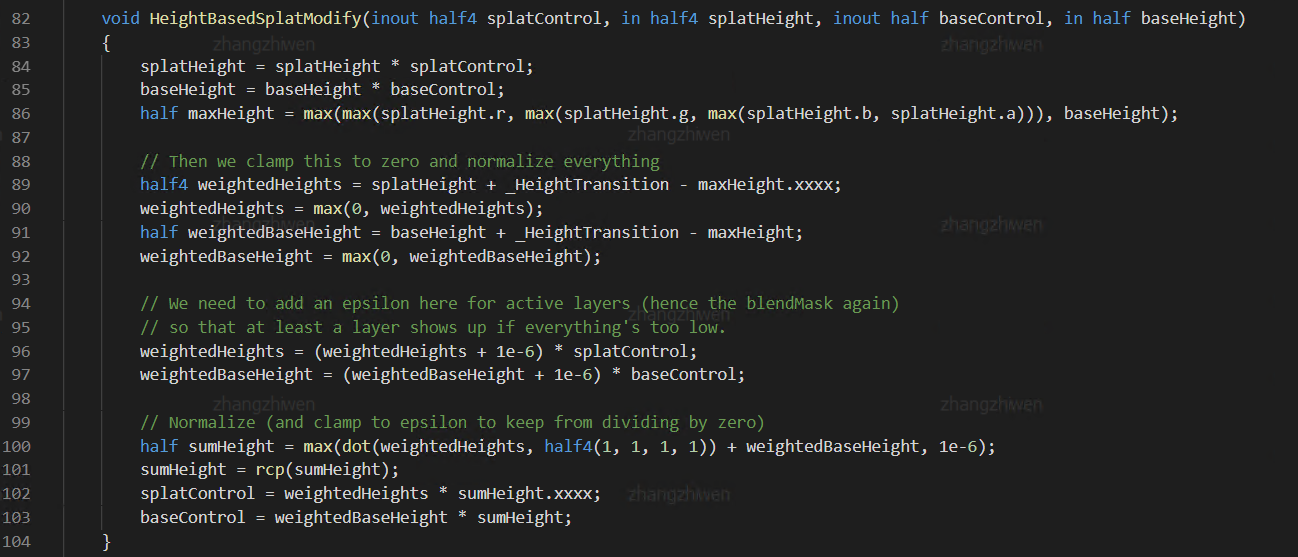 82 void HeightBasedSplatModify(inout half4 splatControl, in half4 splatHeight, inout half baseControl, in half baseHeight)
83 {
84 splatHeight = splatHeight * splatControl;
85 baseHeight = baseHeight * baseControl;
86 half maxHeight = max(max(splatHeight.r, max(splatHeight.g, max(splatHeight.b, splatHeight.a))), baseHeight);
87
88 // Then we clamp this to zero and normalize everything
89 half4 weightedHeights = splatHeight + _HeightTransition - maxHeight.xxxx;
90 weightedHeights = max(0, weightedHeights);
91 half weightedBaseHeight = baseHeight + _HeightTransition - maxHeight;
92 weightedBaseHeight = max(0, weightedBaseHeight);
93
94 // We need to add an epsilon here for active layers (hence the blendMask again)
95 // so that at least a layer shows up if everything's too low.
96 weightedHeights = (weightedHeights + 1e-6) * splatControl;
97 weightedBaseHeight = (weightedBaseHeight + 1e-6) * baseControl;
98
99 // Normalize (and clamp to epsilon to keep from dividing by zero)
100 half sumHeight = max(dot(weightedHeights, half4(1, 1, 1, 1)) + weightedBaseHeight, 1e-6);
101 sumHeight = rcp(sumHeight);
102 splatControl = weightedHeights * sumHeight.xxxx;
103 baseControl = weightedBaseHeight * sumHeight;
104 }
zhangzhiwen
zhangzhiwen
zhangzhiwen
zhangzhiwen
zhangzhiwen
zhangzhiwen
zhangzhiwen
zhangzhiwen
zhangzhiwen